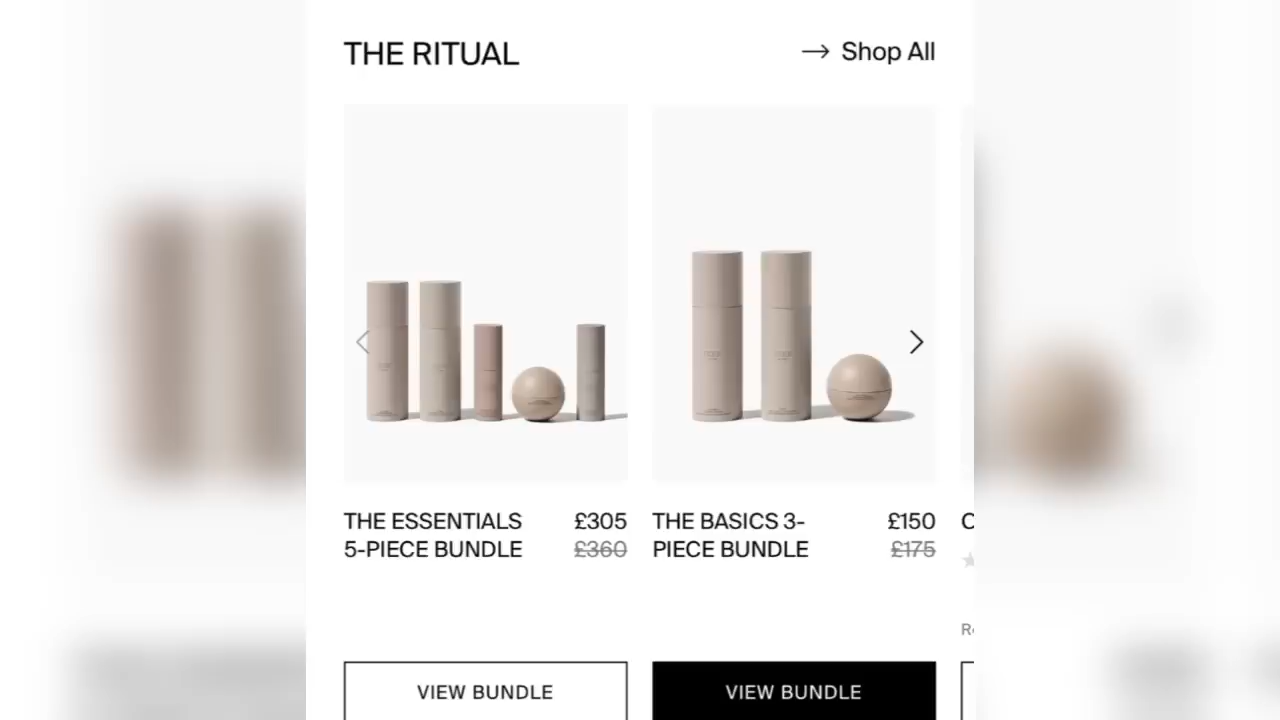 THE RITUAL
→ Shop All
THE ESSENTIALS
5-PIECE BUNDLE
£305
£360
THE BASICS 3-
PIECE BUNDLE
£150
£175
VIEW BUNDLE
VIEW BUNDLE